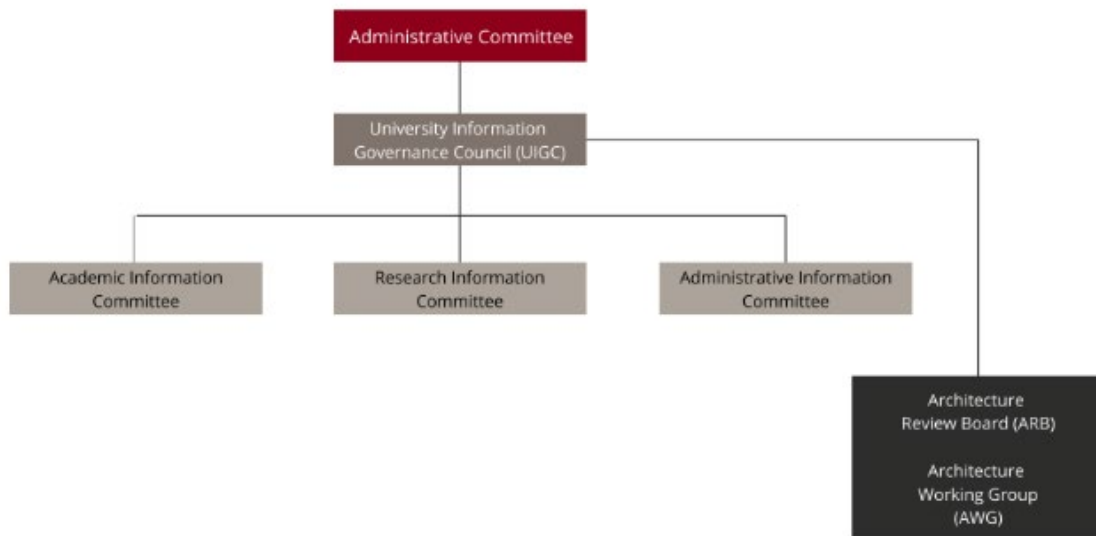 Administrative Committee
University Information
Governance Council (UIGC)
Academic Information
Committee
Research Information
Committee
Administrative Information
Committee
Architecture
Review Board (ARB)
Architecture
Working Group
(AWG)